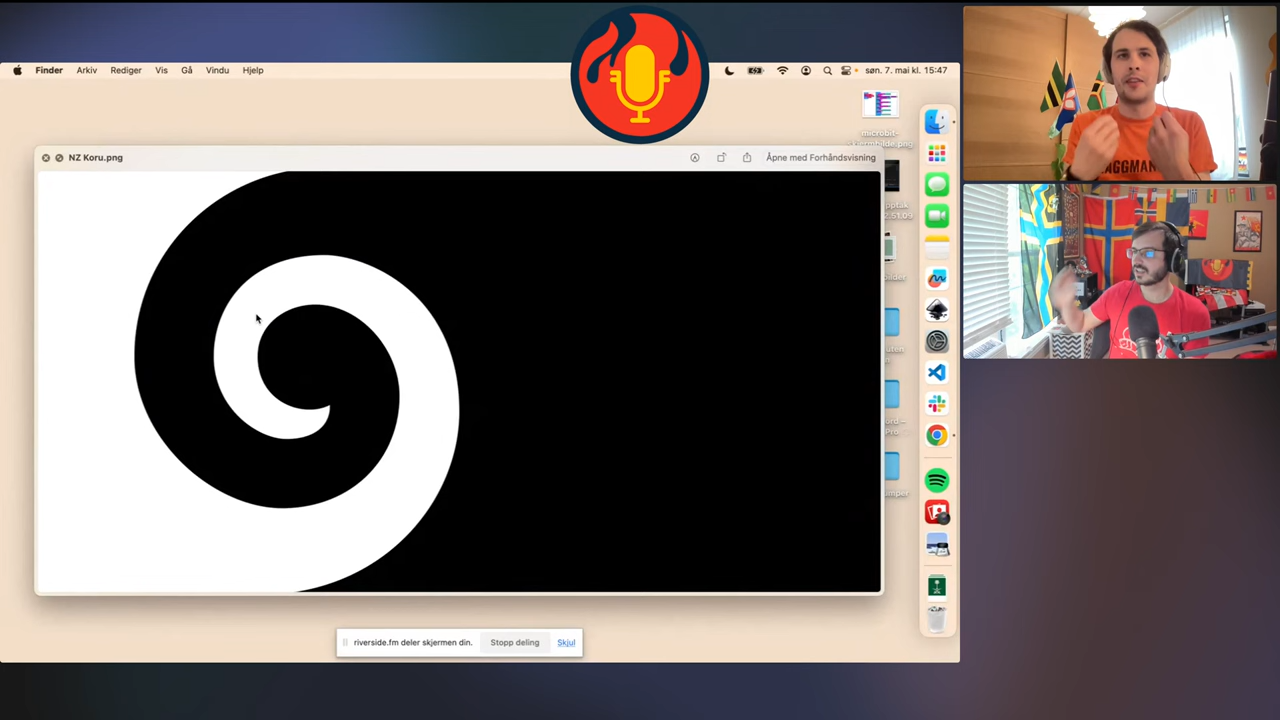 Finder Arkiv Rediger Vis Gå Vindu Hjelp
søn. 7. mai kl. 15:47
microbit-
NZ Koru.png
Åpne med Forhåndsvisning
riverside.fm deler skjermen din.
Stopp deling
Skjul